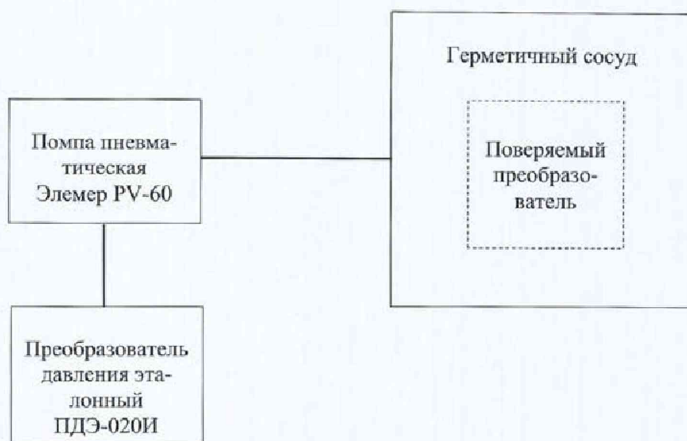 Герметичный сосуд
Помпа пневма-
тическая
Элемер PV-60
Поверяемый
преобразо-
ватель
Преобразователь
давления эта-
лонный
ПДЭ-020И